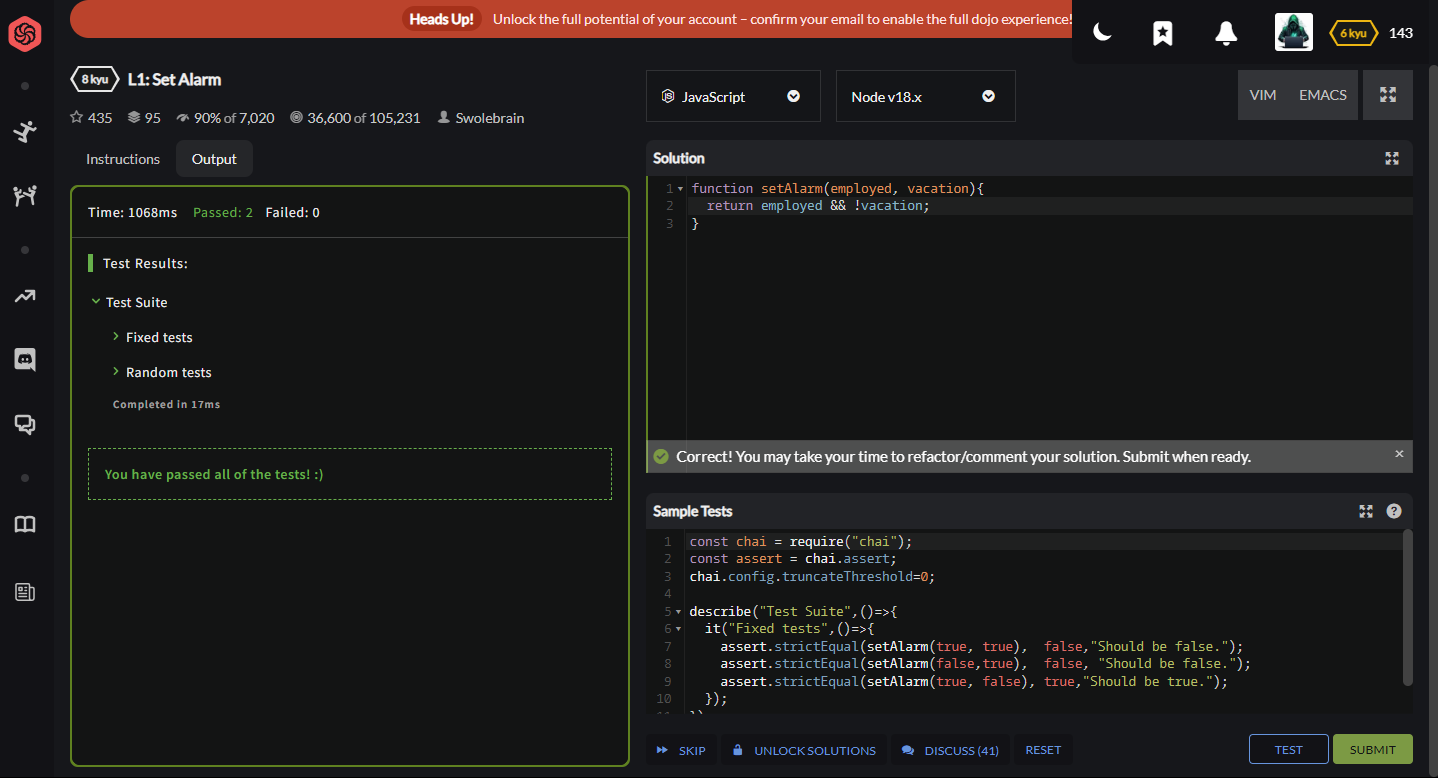 Heads Up! Unlock the full potential of your account – confirm your email to enable the full dojo experience!
6 kyu 143
8 kyu L1: Set Alarm
435 95 90% of 7,020 36,600 of 105,231 Swolebrain
Instructions Output
Time: 1068ms Passed: 2 Failed: 0
Test Results:
Test Suite
Fixed tests
Random tests
Completed in 17ms
You have passed all of the tests! :)
JavaScript Node v18.x VIM EMACS
Solution
1 function setAlarm(employed, vacation){
2 return employed && !vacation;
3 }
Correct! You may take your time to refactor/comment your solution. Submit when ready. ×
Sample Tests
1 const chai = require("chai");
2 const assert = chai.assert;
3 chai.config.truncateThreshold=0;
4
5 describe("Test Suite",()=>{
6 it("Fixed tests",()=>{
7 assert.strictEqual(setAlarm(true, true),  false,"Should be false.");
8 assert.strictEqual(setAlarm(false,true),  false, "Should be false.");
9 assert.strictEqual(setAlarm(true, false), true,"Should be true.");
10 });
SKIP UNLOCK SOLUTIONS DISCUSS (41) RESET TEST SUBMIT